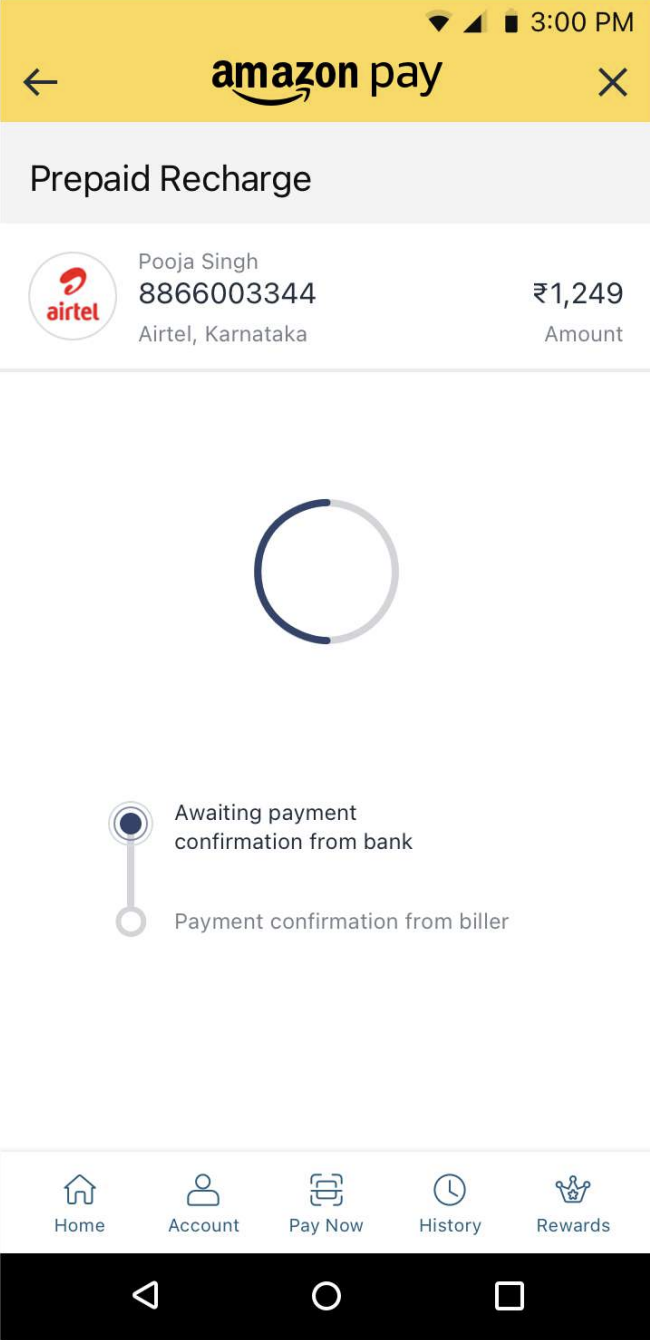 3:00 PM
amazon pay
Prepaid Recharge
Pooja Singh
8866003344
₹1,249
airtel
Airtel, Karnataka
Amount
Awaiting payment
confirmation from bank
Payment confirmation from biller
Home
Account
Pay Now
History
Rewards